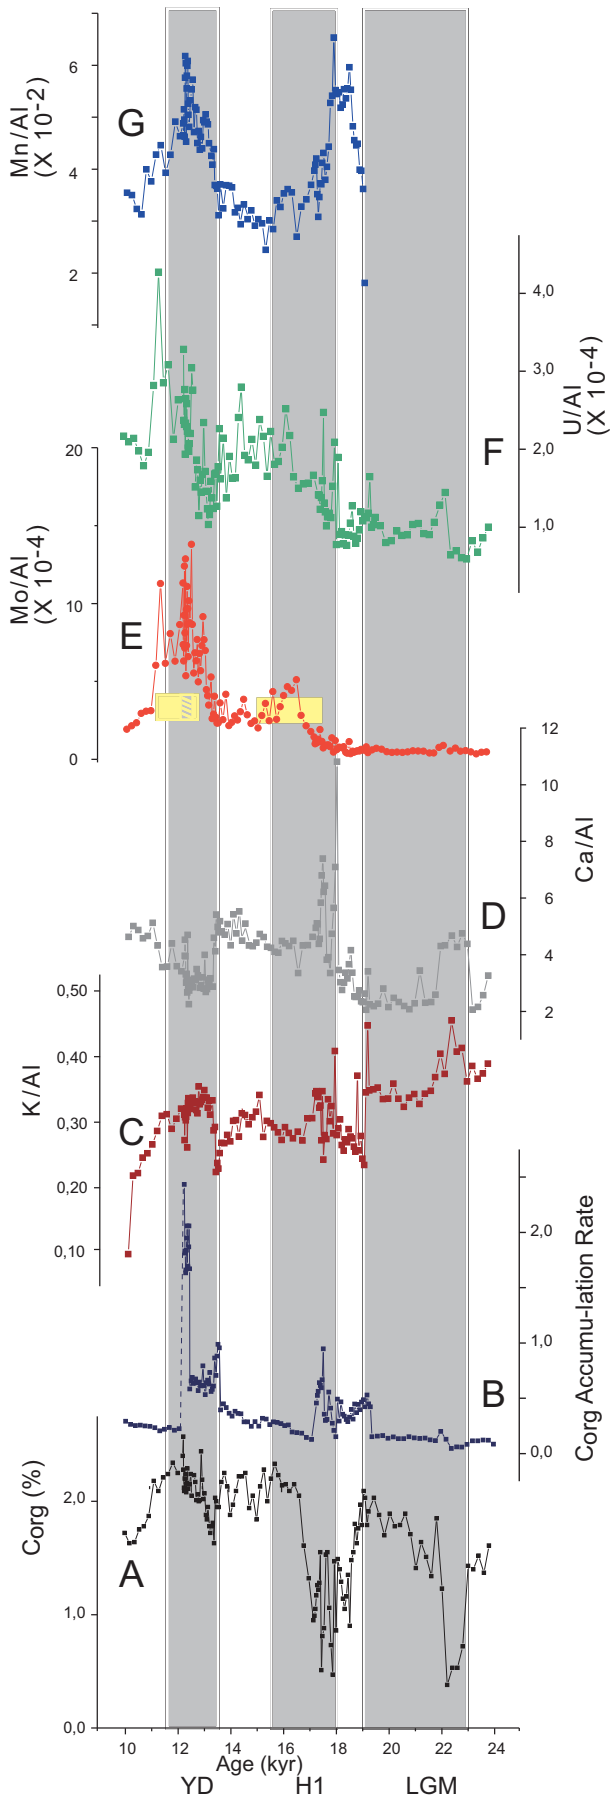 6
4
2
Mn/Al
(X 10-2)
G
4,0
3,0
2,0
1,0
U/Al
(X 10-4)
F
20
10
0
Mo/Al
(X 10-4)
E
12
10
8
6
4
2
Ca/Al
D
0,50
0,40
0,30
0,20
0,10
K/Al
C
2,0
1,0
0,0
Corg Accumu-lation Rate
B
2,0
1,0
0,0
Corg (%)
A
10 12 14 16 18 20 22 24
Age (kyr)
YD H1 LGM